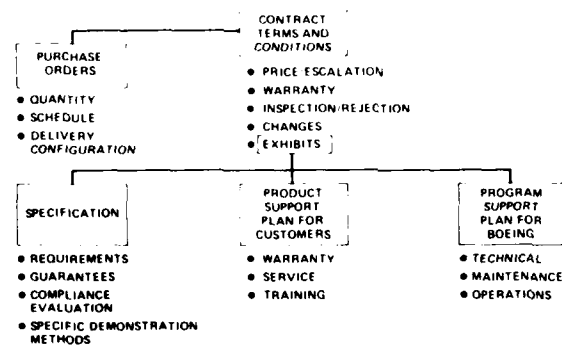 CONTRACT
TERMS AND
CONDITIONS
PURCHASE
ORDERS
● QUANTITY
● SCHEDULE
● DELIVERY
CONFIGURATION
● PRICE ESCALATION
● WARRANTY
● INSPECTION/REJECTION
● CHANGES
● EXHIBITS
SPECIFICATION
● REQUIREMENTS
● GUARANTEES
● COMPLIANCE
EVALUATION
● SPECIFIC DEMONSTRATION
METHODS
PRODUCT
SUPPORT
PLAN FOR
CUSTOMERS
● WARRANTY
● SERVICE
● TRAINING
PROGRAM
SUPPORT
PLAN FOR
BOEING
● TECHNICAL
● MAINTENANCE
● OPERATIONS